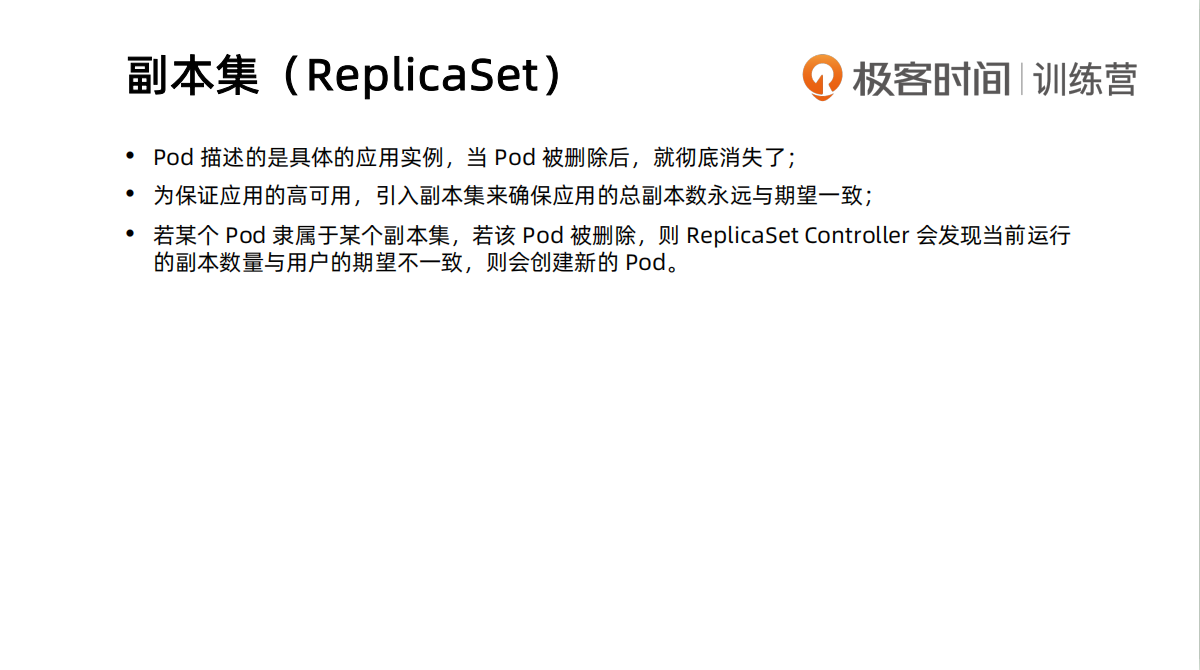 副本集（ReplicaSet）
极客时间 | 训练营
• Pod 描述的是具体的应用实例，当 Pod 被删除后，就彻底消失了；
• 为保证应用的高可用，引入副本集来确保应用的总副本数永远与期望一致；
• 若某个 Pod 隶属于某个副本集，若该 Pod 被删除，则 ReplicaSet Controller 会发现当前运行
的副本数量与用户的期望不一致，则会创建新的 Pod。